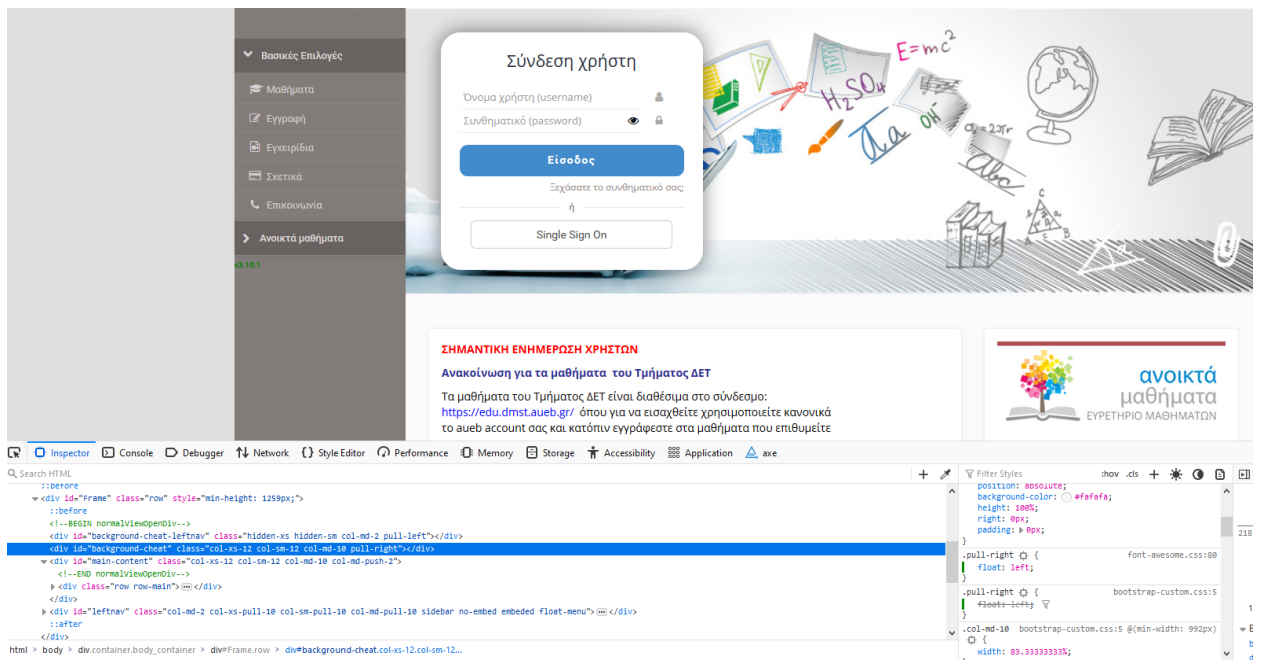 Βασικές Επιλογές
Μαθήματα
Εγγραφή
Εγχειρίδια
Σχετικά
Επικοινωνία
Ανοικτά μαθήματα
v3.10.1
Σύνδεση χρήστη
Όνομα χρήστη (username)
Συνθηματικό (password)
Είσοδος
Ξεχάσατε το συνθηματικό σας;
ή
Single Sign On
E=mc²
H₂SO₄
OH
Abc
ΣΗΜΑΝΤΙΚΗ ΕΝΗΜΕΡΩΣΗ ΧΡΗΣΤΩΝ
Ανακοίνωση για τα μαθήματα του Τμήματος ΔΕΤ
Τα μαθήματα του Τμήματος ΔΕΤ είναι διαθέσιμα στο σύνδεσμο:
https://edu.dmst.aueb.gr/ όπου για να εισαχθείτε χρησιμοποιείτε κανονικά
το aueb account σας και κατόπιν εγγράφεστε στα μαθήματα που επιθυμείτε
ανοικτά
μαθήματα
ΕΥΡΕΤΗΡΙΟ ΜΑΘΗΜΑΤΩΝ
Inspector Console Debugger Network Style Editor Performance Memory Storage Accessibility Application axe
Search HTML
::before
<div id="Frame" class="row" style="min-height: 1259px;">
::before
<!--BEGIN normalViewOpenDiv-->
<div id="background-cheat-leftnav" class="hidden-xs hidden-sm col-md-2 pull-left"></div>
<div id="background-cheat" class="col-xs-12 col-sm-12 col-md-10 pull-right"></div>
<div id="main-content" class="col-xs-12 col-sm-12 col-md-10 col-md-push-2">
<!--END normalViewOpenDiv-->
<div class="row row-main"></div>
</div>
<div id="leftnav" class="col-md-2 col-xs-pull-10 col-sm-pull-10 col-md-pull-10 sidebar no-embed embeded float-menu"></div>
::after
</div>
html > body > div.container.body_container > div#Frame.row > div#background-cheat.col-xs-12.col-sm-12...
Filter Styles :hov .cls
position: absolute;
background-color: #fafafa;
height: 100%;
right: 0px;
padding: 0px;
}
.pull-right { font-awesome.css:80
float: left;
}
.pull-right { bootstrap-custom.css:5
float: left;
}
.col-md-10 bootstrap-custom.css:5 @(min-width: 992px)
{
width: 83.33333333%;
218